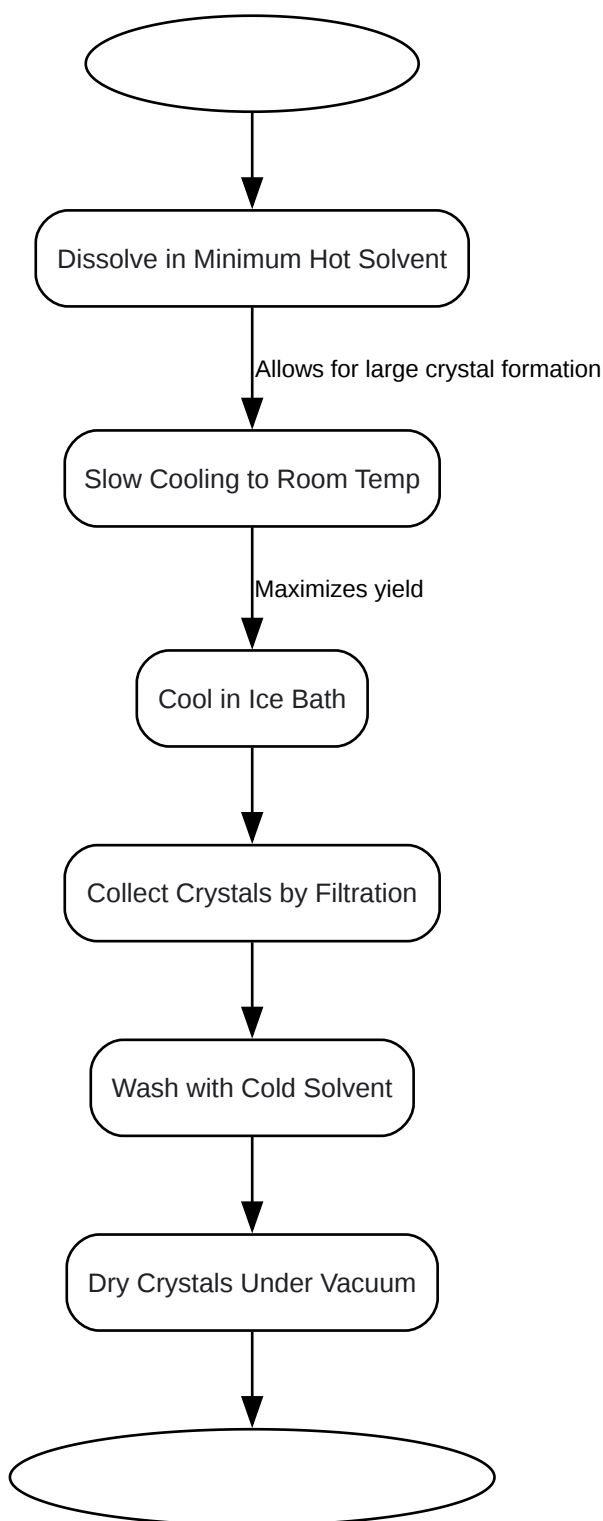 Dissolve in Minimum Hot Solvent
Allows for large crystal formation
Slow Cooling to Room Temp
Maximizes yield
Cool in Ice Bath
Collect Crystals by Filtration
Wash with Cold Solvent
Dry Crystals Under Vacuum